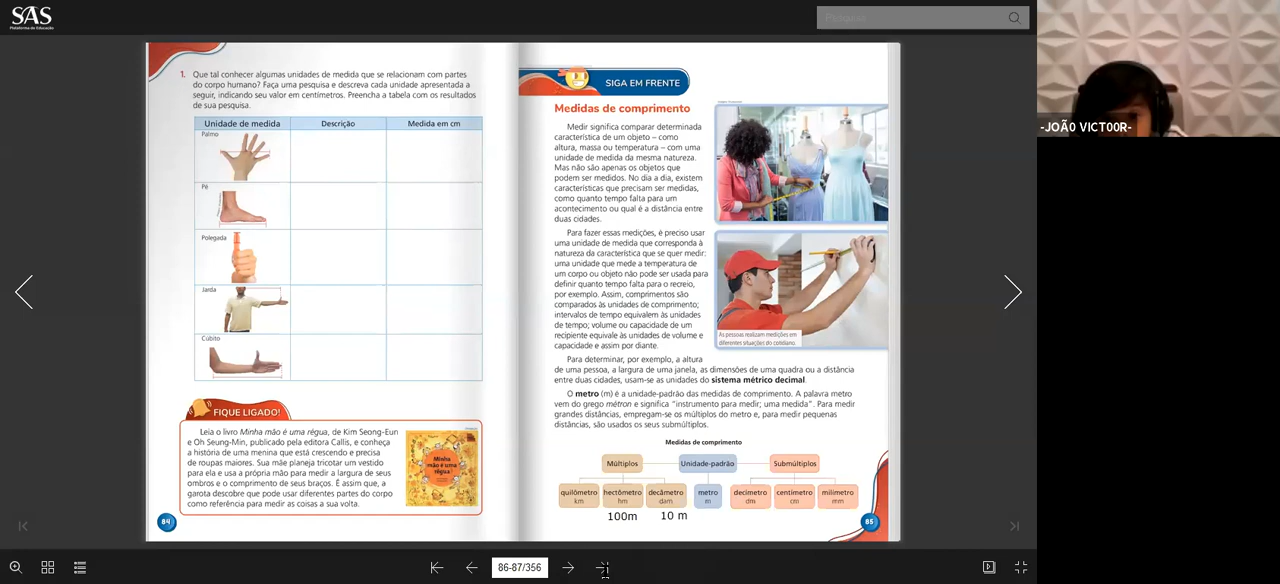 SAS
Plataforma de Educação
Pesquisar
-JOÃ0 VICT00R-
1. Que tal conhecer algumas unidades de medida que se relacionam com partes
do corpo humano? Faça uma pesquisa e descreva cada unidade apresentada a
seguir, indicando seu valor em centímetros. Preencha a tabela com os resultados
de sua pesquisa.
Unidade de medida Descrição Medida em cm
Palmo
Pé
Polegada
Jarda
Cúbito
FIQUE LIGADO!
Leia o livro Minha mão é uma régua, de Kim Seong-Eun
e Oh Seung-Min, publicado pela editora Callis, e conheça
a história de uma menina que está crescendo e precisa
de roupas maiores. Sua mãe planeja tricotar um vestido
para ela e usa a própria mão para medir a largura de seus
ombros e o comprimento de seus braços. É assim que, a
garota descobre que pode usar diferentes partes do corpo
como referência para medir as coisas a sua volta.
Minha
mão é uma
régua
84
SIGA EM FRENTE
Medidas de comprimento
Medir significa comparar determinada
característica de um objeto – como
altura, massa ou temperatura – com uma
unidade de medida da mesma natureza.
Mas não são apenas os objetos que
podem ser medidos. No dia a dia, existem
características que precisam ser medidas,
como quanto tempo falta para um
acontecimento ou qual é a distância entre
duas cidades.
Para fazer essas medições, é preciso usar
uma unidade de medida que corresponda à
natureza da característica que se quer medir:
uma unidade que mede a temperatura de
um corpo ou objeto não pode ser usada para
definir quanto tempo falta para o recreio,
por exemplo. Assim, comprimentos são
comparados às unidades de comprimento;
intervalos de tempo equivalem às unidades
de tempo; volume ou capacidade de um
recipiente equivale às unidades de volume e
capacidade e assim por diante.
As pessoas realizam medições em
diferentes situações do cotidiano.
Para determinar, por exemplo, a altura
de uma pessoa, a largura de uma janela, as dimensões de uma quadra ou a distância
entre duas cidades, usam-se as unidades do sistema métrico decimal.
O metro (m) é a unidade-padrão das medidas de comprimento. A palavra metro
vem do grego métron e significa "instrumento para medir; uma medida". Para medir
grandes distâncias, empregam-se os múltiplos do metro e, para medir pequenas
distâncias, são usados os seus submúltiplos.
Medidas de comprimento
Múltiplos Unidade-padrão Submúltiplos
quilômetro hectômetro decâmetro metro decímetro centímetro milímetro
km hm dam m dm cm mm
100m 10 m
85
86-87/356